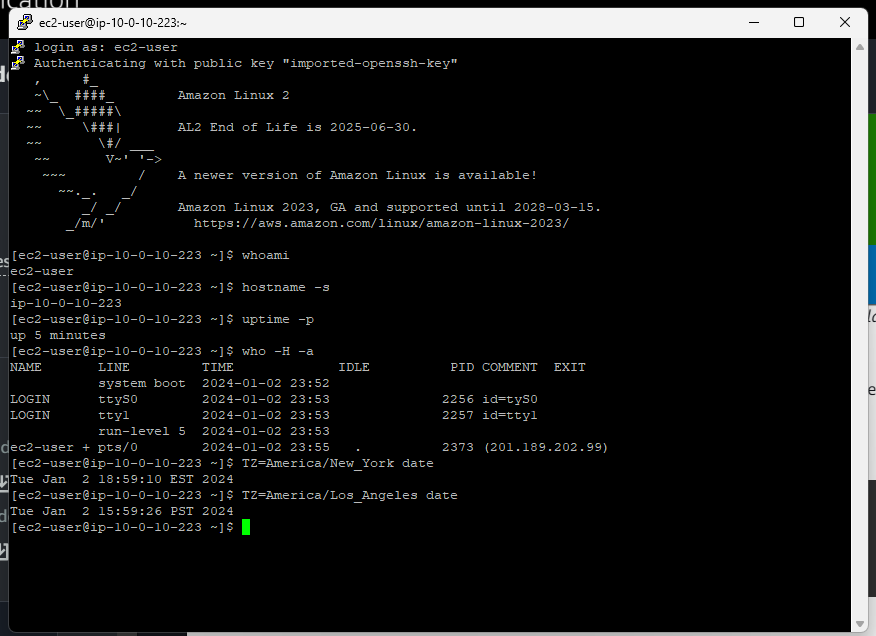 ication
ec2-user@ip-10-0-10-223:~
login as: ec2-user
Authenticating with public key "imported-openssh-key"
   ,     #_
   ~\_  ####_        Amazon Linux 2
  ~~  \_#####\
  ~~     \###|       AL2 End of Life is 2025-06-30.
  ~~       \#/ ___
   ~~       V~' '->
    ~~~         /    A newer version of Amazon Linux is available!
      ~~._.   _/
         _/ _/       Amazon Linux 2023, GA and supported until 2028-03-15.
       _/m/'           https://aws.amazon.com/linux/amazon-linux-2023/
[ec2-user@ip-10-0-10-223 ~]$ whoami
ec2-user
[ec2-user@ip-10-0-10-223 ~]$ hostname -s
ip-10-0-10-223
[ec2-user@ip-10-0-10-223 ~]$ uptime -p
up 5 minutes
[ec2-user@ip-10-0-10-223 ~]$ who -H -a
NAME       LINE         TIME             IDLE          PID COMMENT  EXIT
           system boot  2024-01-02 23:52
LOGIN      ttyS0        2024-01-02 23:53              2256 id=tyS0
LOGIN      tty1         2024-01-02 23:53              2257 id=tty1
           run-level 5  2024-01-02 23:53
ec2-user + pts/0        2024-01-02 23:55   .          2373 (201.189.202.99)
[ec2-user@ip-10-0-10-223 ~]$ TZ=America/New_York date
Tue Jan  2 18:59:10 EST 2024
[ec2-user@ip-10-0-10-223 ~]$ TZ=America/Los_Angeles date
Tue Jan  2 15:59:26 PST 2024
[ec2-user@ip-10-0-10-223 ~]$